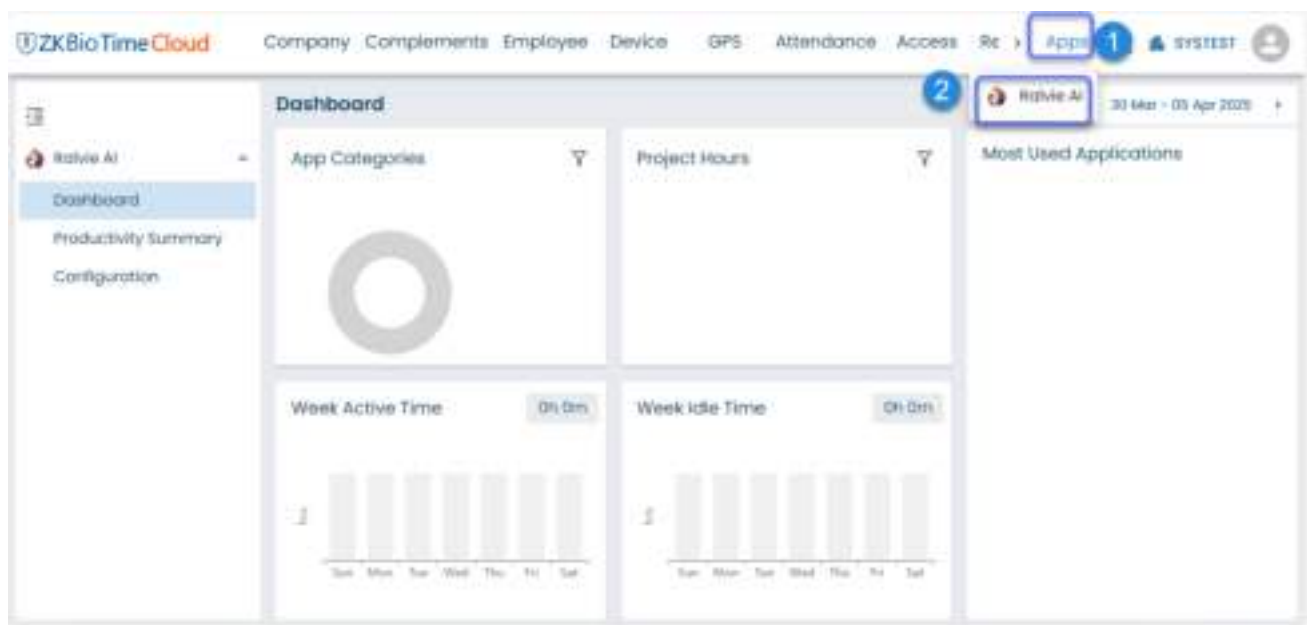 ZKBioTime Cloud Company Complements Employee Device GPS Attendance Access Re › Apps 1 SYSTEST
Dashboard 2 Ralvie AI 30 Mar - 05 Apr 2025
Ralvie AI
Dashboard
Productivity Summary
Configuration
App Categories
Project Hours
Most Used Applications
Week Active Time 0h 0m
Sun Mon Tue Wed Thu Fri Sat
Week Idle Time 0h 0m
Sun Mon Tue Wed Thu Fri Sat